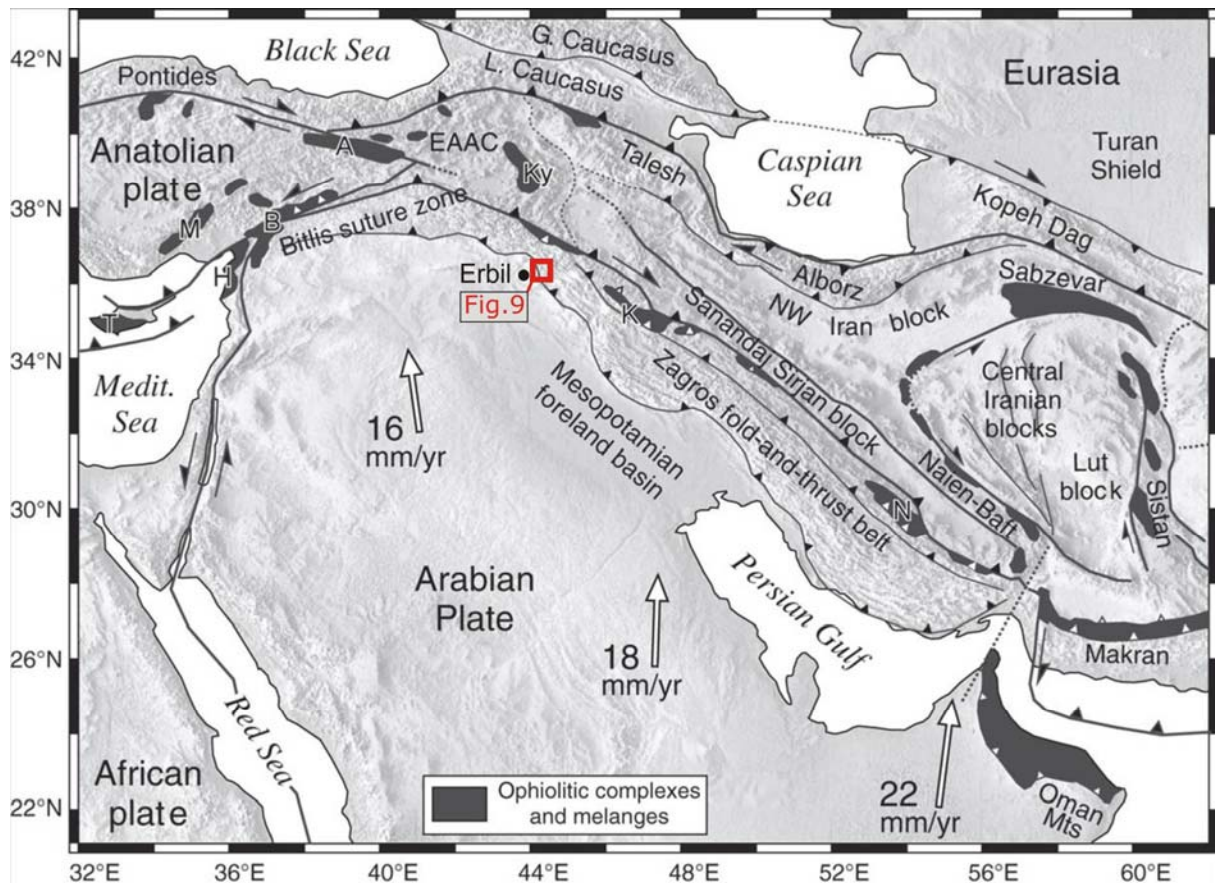 42°N
38°N
34°N
30°N
26°N
22°N
Black Sea
G. Caucasus
L. Caucasus
Eurasia
Pontides
Turan
Shield
Anatolian
plate
A
EAAC
Ky
Talesh
Caspian
Sea
Kopeh Dag
M
B
Bitlis suture zone
H
T
Erbil
Fig.9
Alborz
Sabzevar
NW Iran block
Sanandaj Sirjan block
K
Medit.
Sea
16
mm/yr
Mesopotamian
foreland basin
Zagros fold-and-thrust belt
Central
Iranian
blocks
Lut
block
Naien-Baft
N
Sistan
Arabian
Plate
18
mm/yr
Persian Gulf
Makran
Red Sea
African
plate
Ophiolitic complexes
and melanges
22
mm/yr
Oman
Mts
32°E
36°E
40°E
44°E
48°E
52°E
56°E
60°E